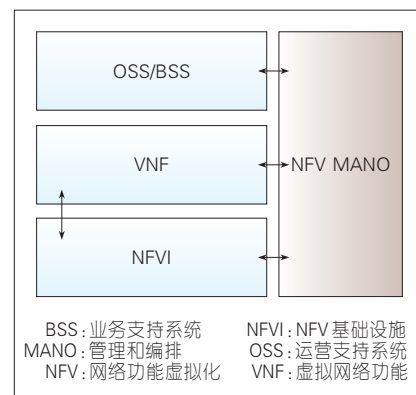 OSS/BSS
VNF
NFV MANO
NFVI
BSS:业务支持系统 NFVI:NFV基础设施
MANO:管理和编排 OSS:运营支持系统
NFV:网络功能虚拟化 VNF:虚拟网络功能